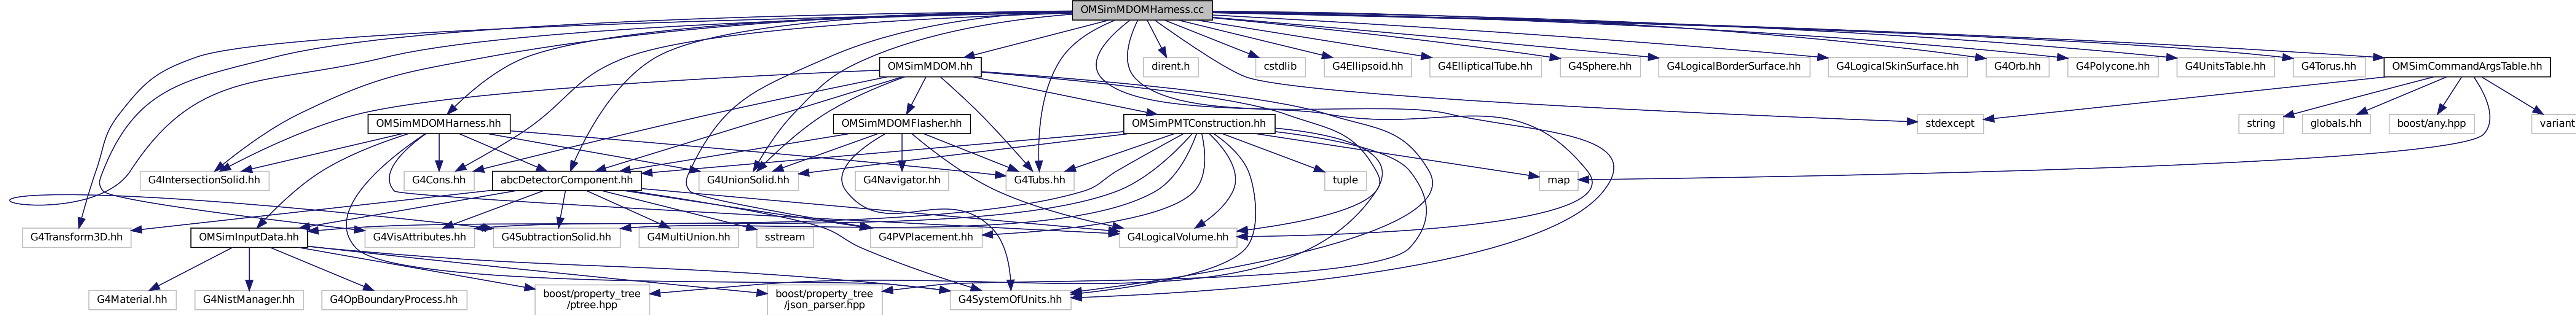 OMSimMDOMHarness.cc
OMSimMDOM.hh
dirent.h
cstdlib
G4Ellipsoid.hh
G4EllipticalTube.hh
G4Sphere.hh
G4LogicalBorderSurface.hh
G4LogicalSkinSurface.hh
G4Orb.hh
G4Polycone.hh
G4UnitsTable.hh
G4Torus.hh
OMSimCommandArgsTable.hh
OMSimMDOMHarness.hh
OMSimMDOMFlasher.hh
OMSimPMTConstruction.hh
stdexcept
string
globals.hh
boost/any.hpp
variant
G4IntersectionSolid.hh
G4Cons.hh
abcDetectorComponent.hh
G4UnionSolid.hh
G4Navigator.hh
G4Tubs.hh
tuple
map
G4Transform3D.hh
OMSimInputData.hh
G4VisAttributes.hh
G4SubtractionSolid.hh
G4MultiUnion.hh
sstream
G4PVPlacement.hh
G4LogicalVolume.hh
G4Material.hh
G4NistManager.hh
G4OpBoundaryProcess.hh
boost/property_tree
/ptree.hpp
boost/property_tree
/json_parser.hpp
G4SystemOfUnits.hh